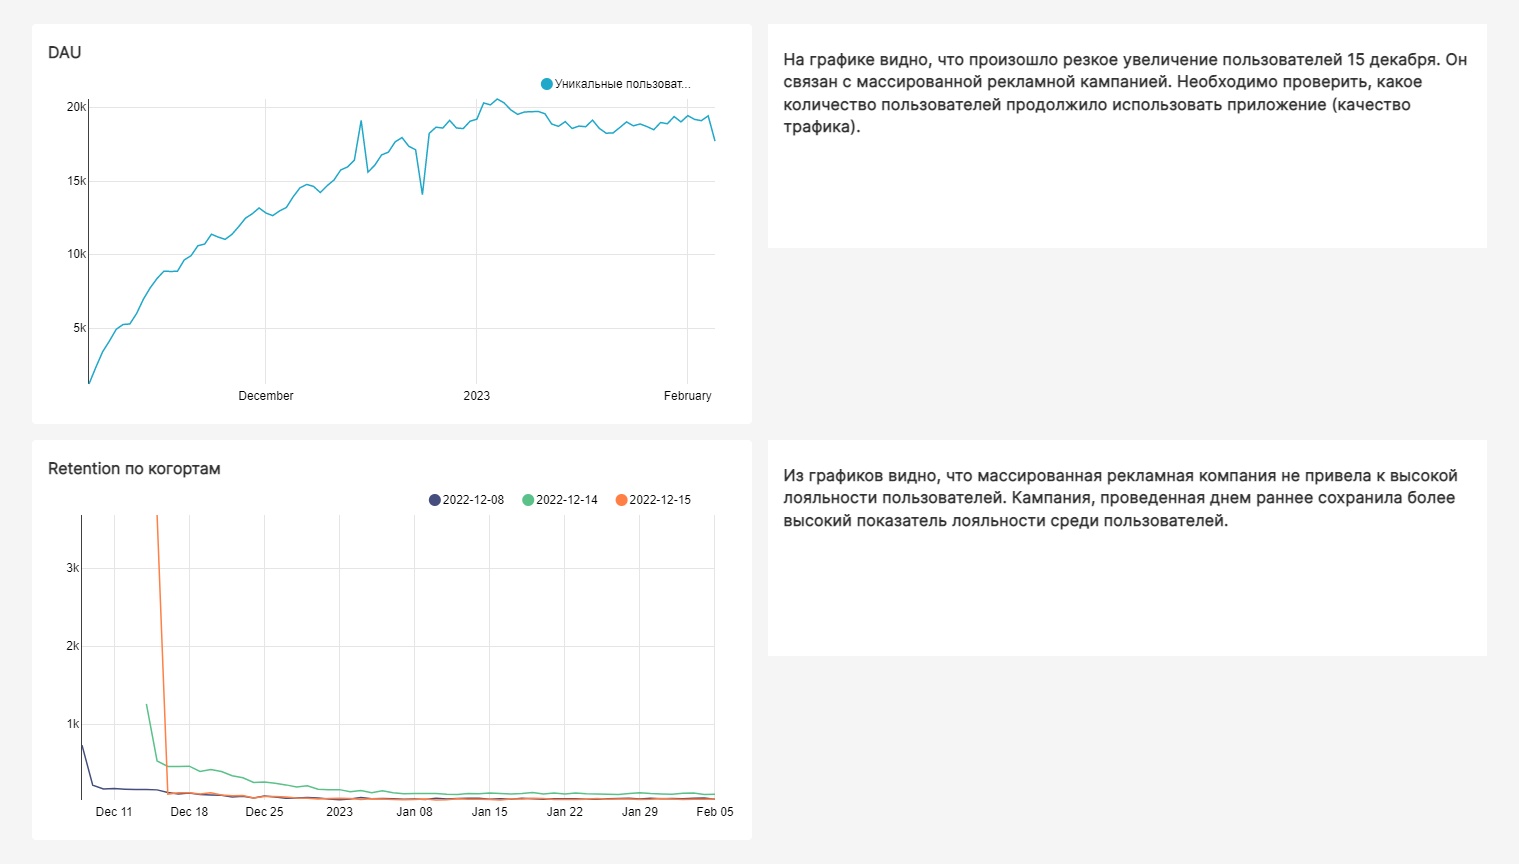 DAU
Уникальные пользоват...
20k
15k
10k
5k
December
2023
February
На графике видно, что произошло резкое увеличение пользователей 15 декабря. Он
связан с массированной рекламной кампанией. Необходимо проверить, какое
количество пользователей продолжило использовать приложение (качество
трафика).
Retention по когортам
2022-12-08
2022-12-14
2022-12-15
3k
2k
1k
Dec 11
Dec 18
Dec 25
2023
Jan 08
Jan 15
Jan 22
Jan 29
Feb 05
Из графиков видно, что массированная рекламная компания не привела к высокой
лояльности пользователей. Кампания, проведенная днем раннее сохранила более
высокий показатель лояльности среди пользователей.